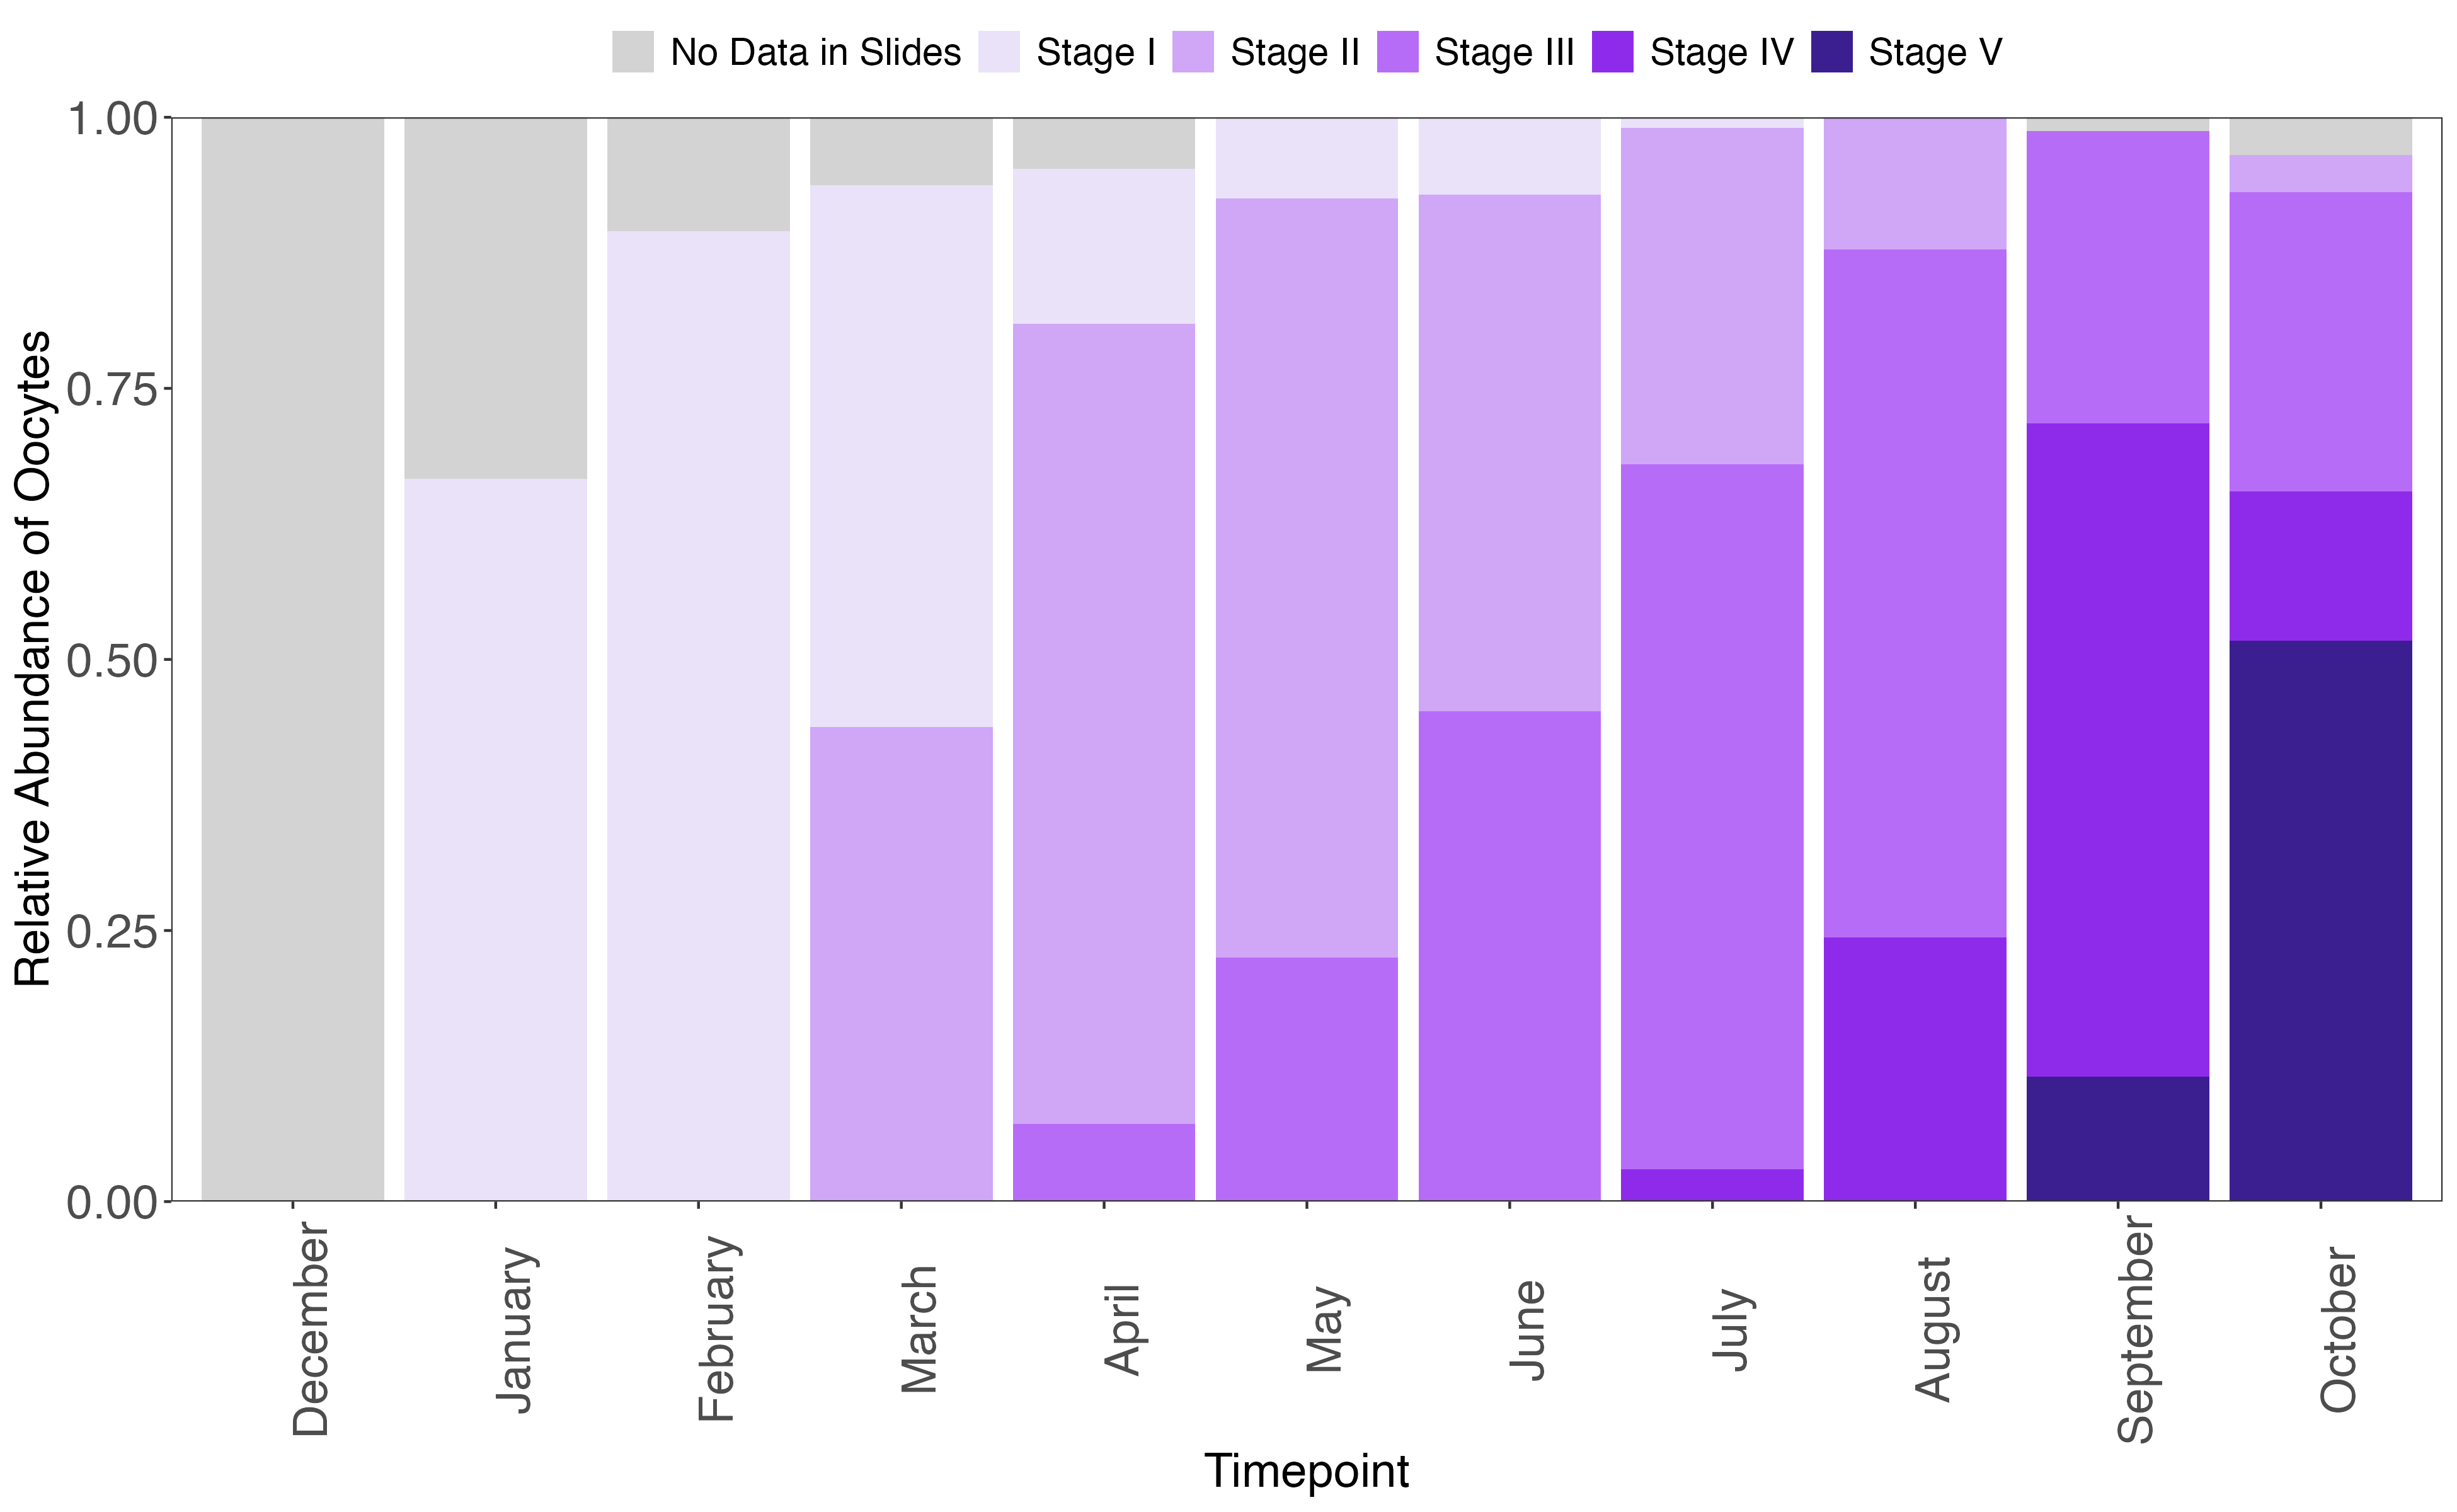 No Data in Slides Stage I Stage II Stage III Stage IV Stage V
Relative Abundance of Oocytes
1.00
0.75
0.50
0.25
0.00
December January February March April May June July August September October
Timepoint